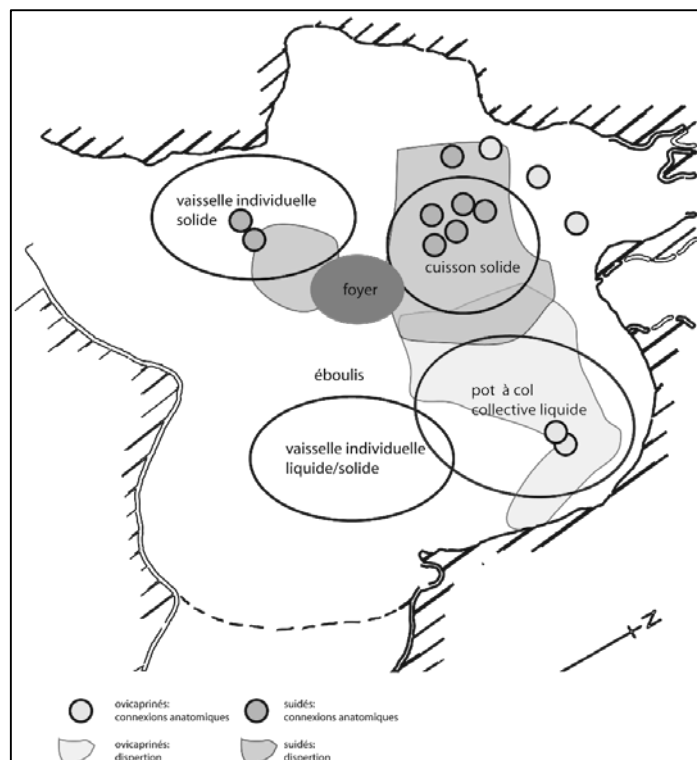 vaisselle individuelle
solide
cuisson solide
foyer
éboulis
pot à col
collective liquide
vaisselle individuelle
liquide/solide
N
ovicaprinés:
connexions anatomiques
suidés:
connexions anatomiques
ovicaprinés:
dispertion
suidés:
dispertion